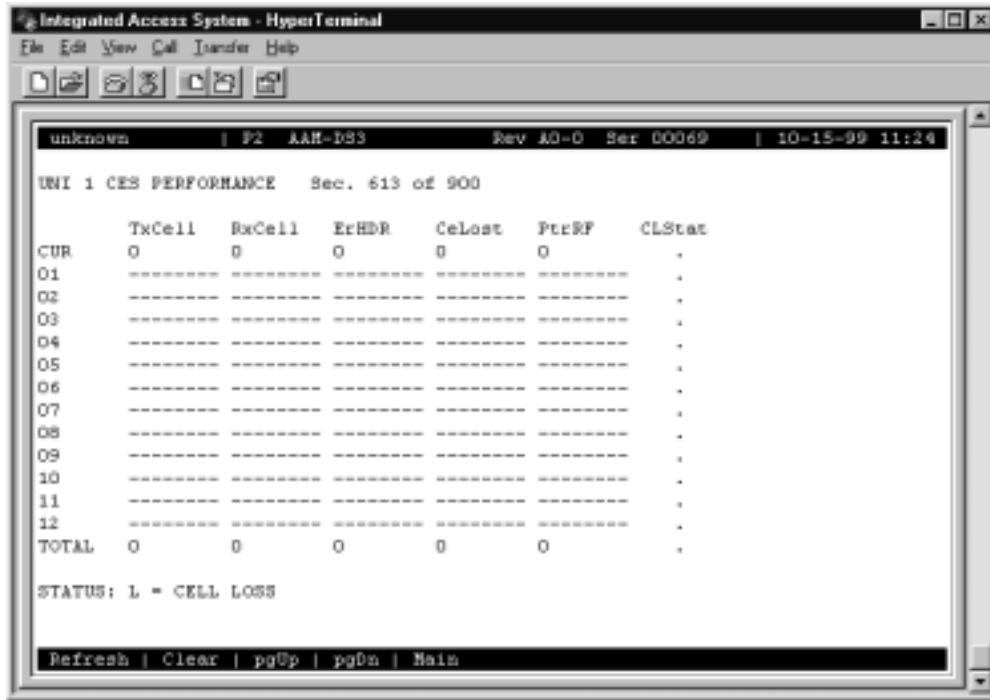 Integrated Access System - HyperTerminal
File Edit View Call Transfer Help
unknown | P2 AAM-DS3 Rev A0-0 Ser 00069 | 10-15-99 11:24
UNI 1 CES PERFORMANCE Sec. 613 of 900
TxCell RxCell ErHDR CeLost PtrRF CLStat
CUR 0 0 0 0 0 .
01 -------- -------- -------- -------- -------- .
02 -------- -------- -------- -------- -------- .
03 -------- -------- -------- -------- -------- .
04 -------- -------- -------- -------- -------- .
05 -------- -------- -------- -------- -------- .
06 -------- -------- -------- -------- -------- .
07 -------- -------- -------- -------- -------- .
08 -------- -------- -------- -------- -------- .
09 -------- -------- -------- -------- -------- .
10 -------- -------- -------- -------- -------- .
11 -------- -------- -------- -------- -------- .
12 -------- -------- -------- -------- -------- .
TOTAL 0 0 0 0 0 .
STATUS: L = CELL LOSS
Refresh | Clear | pgUp | pgDn | Main